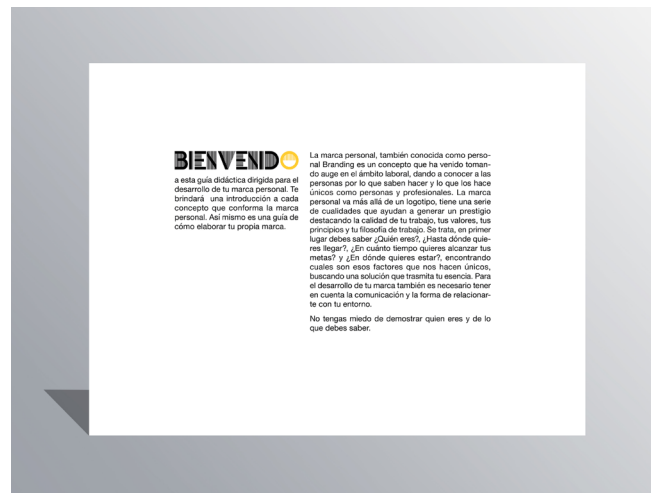 BIENVENIDO
a esta guía didáctica dirigida para el
desarrollo de tu marca personal. Te
brindará una introducción a cada
concepto que conforma la marca
personal. Así mismo es una guía de
cómo elaborar tu propia marca.
La marca personal, también conocida como perso-
nal Branding es un concepto que ha venido toman-
do auge en el ámbito laboral, dando a conocer a las
personas por lo que saben hacer y lo que los hace
únicos como personas y profesionales. La marca
personal va más allá de un logotipo, tiene una serie
de cualidades que ayudan a generar un prestigio
destacando la calidad de tu trabajo, tus valores, tus
principios y tu filosofia de trabajo. Se trata, en primer
lugar debes saber ¿Quién eres?, ¿Hasta dónde quie-
res llegar?, ¿En cuánto tiempo quieres alcanzar tus
metas? y ¿En dónde quieres estar?, encontrando
cuales son esos factores que nos hacen únicos,
buscando una solución que trasmita tu esencia. Para
el desarrollo de tu marca también es necesario tener
en cuenta la comunicación y la forma de relacionar-
te con tu entorno.
No tengas miedo de demostrar quien eres y de lo
que debes saber.